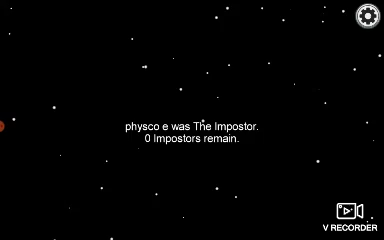 physco e was The Impostor.
0 Impostors remain.
V RECORDER